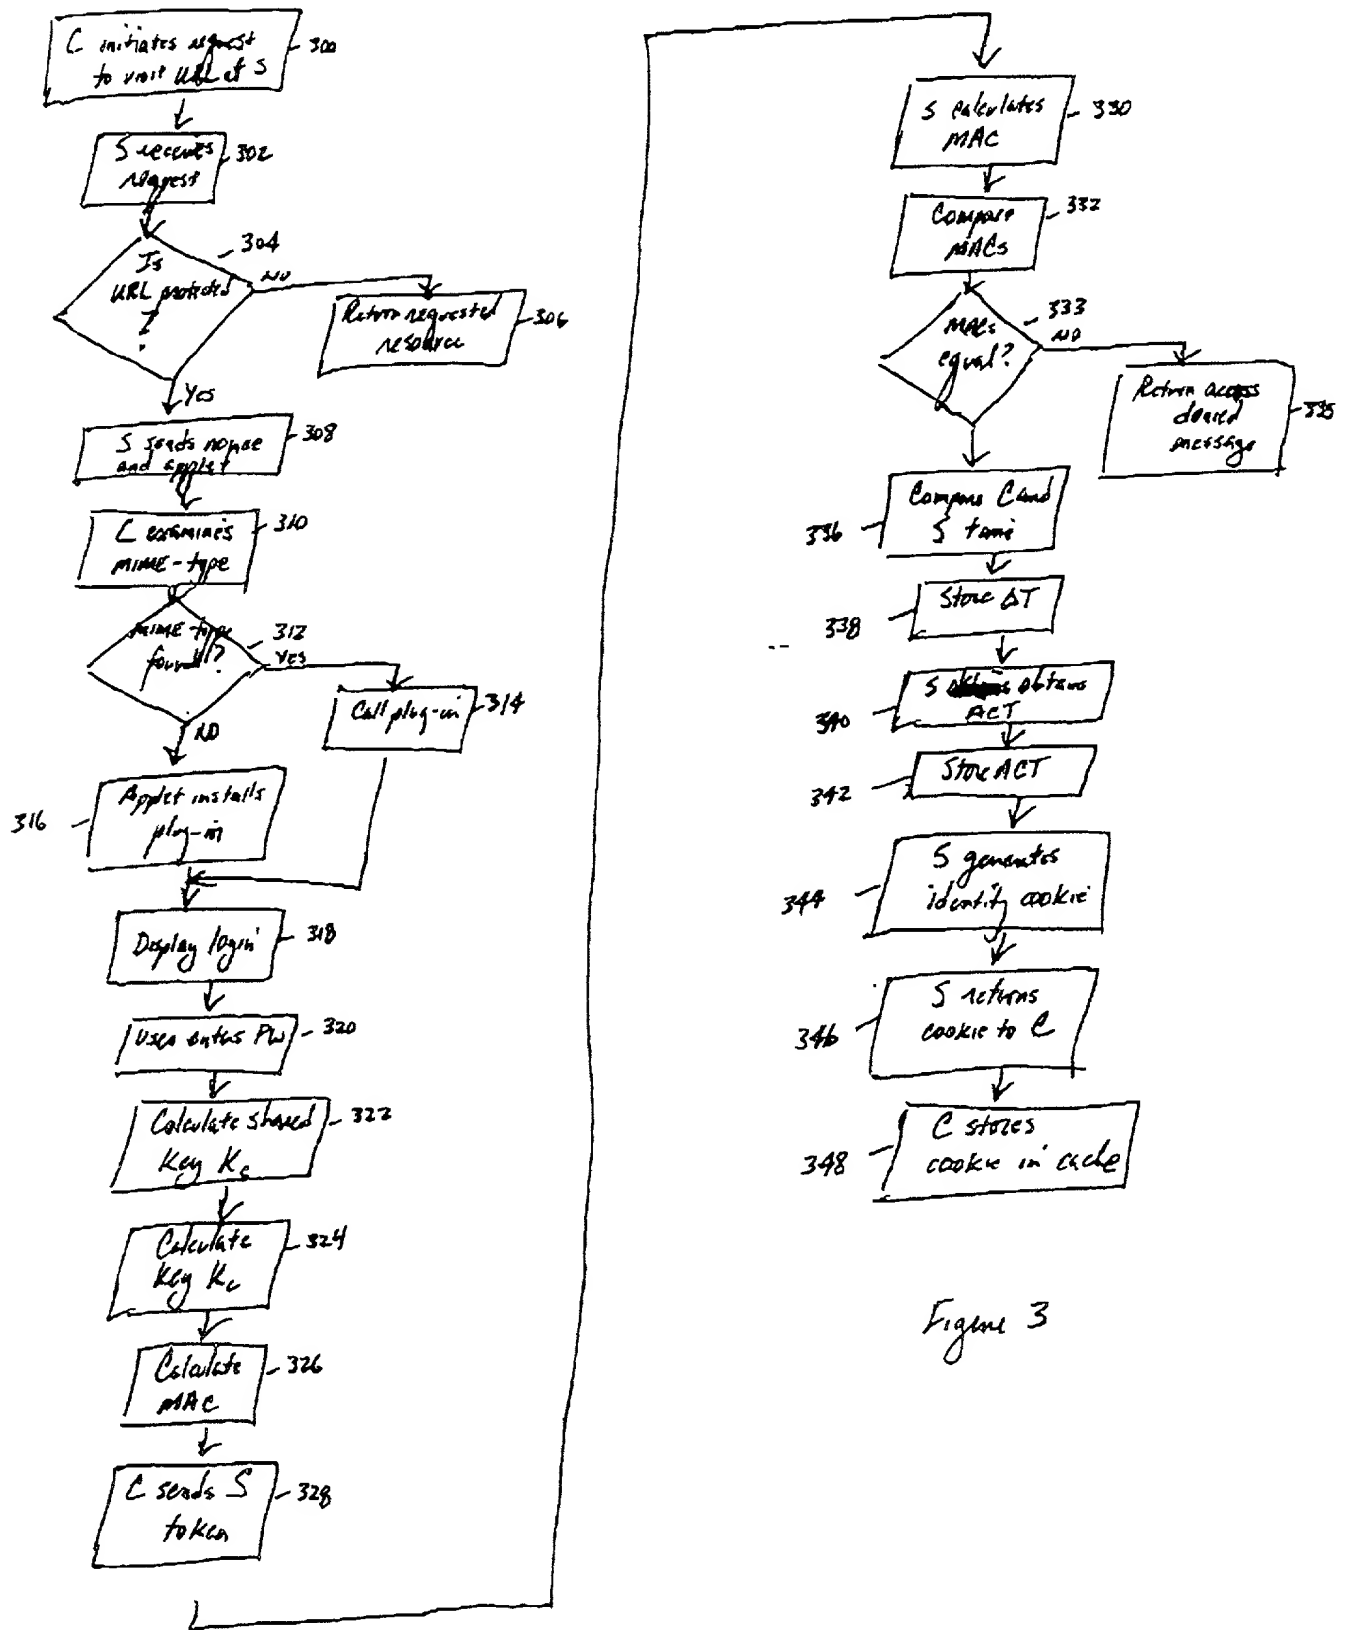 C initiates request
to visit URL at S
300
S receives
request
302
304
Is
URL protected
?
NO
Return requested
resource
306
YES
S sends nonce
and applet
308
C examines
MIME-type
310
MIME type
found?
312
YES
Call plug-in
314
NO
Applet installs
plug-in
316
Display login
318
User enters PW
320
Calculate shared
Key Ks
322
Calculate
Key Kc
324
Calculate
MAC
326
C sends S
token
328
S calculates
MAC
330
Compare
MACs
332
MACs
equal?
333
NO
Return access
denied
message
335
Compare C and
S time
336
Store ΔT
338
S obtains
ACT
340
Store ACT
342
S generates
identity cookie
344
S returns
cookie to C
346
C stores
cookie in cache
348
Figure 3